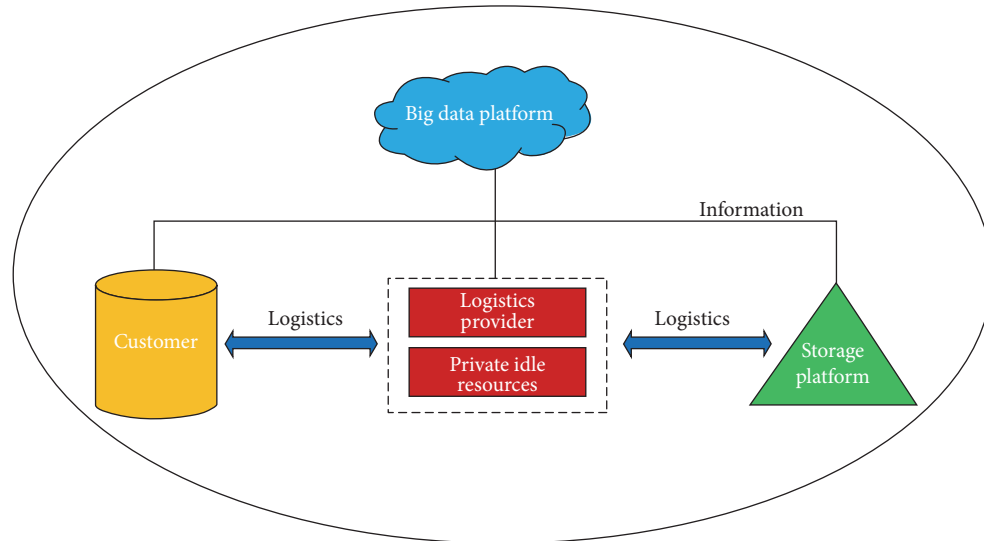 Big data platform
Information
Customer
Logistics
Logistics
provider
Private idle
resources
Logistics
Storage
platform